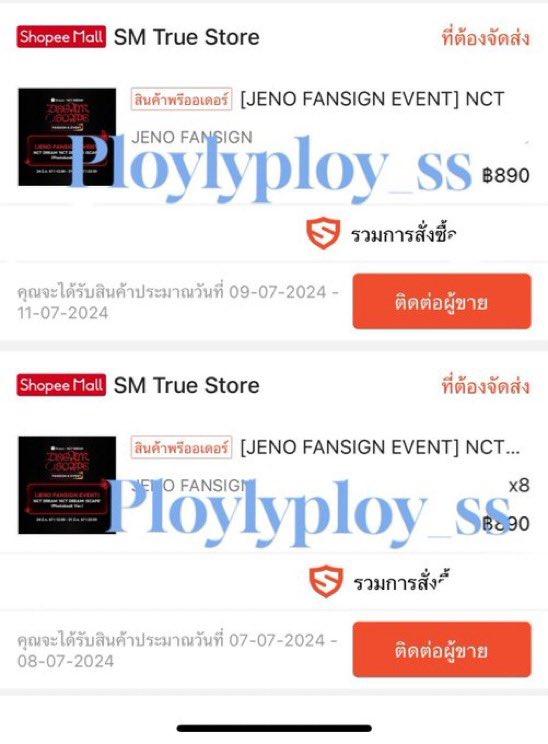 Shopee Mall SM True Store ที่ต้องจัดส่ง
สินค้าพรีออเดอร์ [JENO FANSIGN EVENT] NCT
JENO FANSIGN
Ploylyploy_ss
฿890
รวมการสั่งซื้อ
คุณจะได้รับสินค้าประมาณวันที่ 09-07-2024 -
11-07-2024
ติดต่อผู้ขาย
Shopee Mall SM True Store ที่ต้องจัดส่ง
สินค้าพรีออเดอร์ [JENO FANSIGN EVENT] NCT...
JENO FANSIGN
x8
Ploylyploy_ss
฿890
รวมการสั่งซื้อ
คุณจะได้รับสินค้าประมาณวันที่ 07-07-2024 -
08-07-2024
ติดต่อผู้ขาย